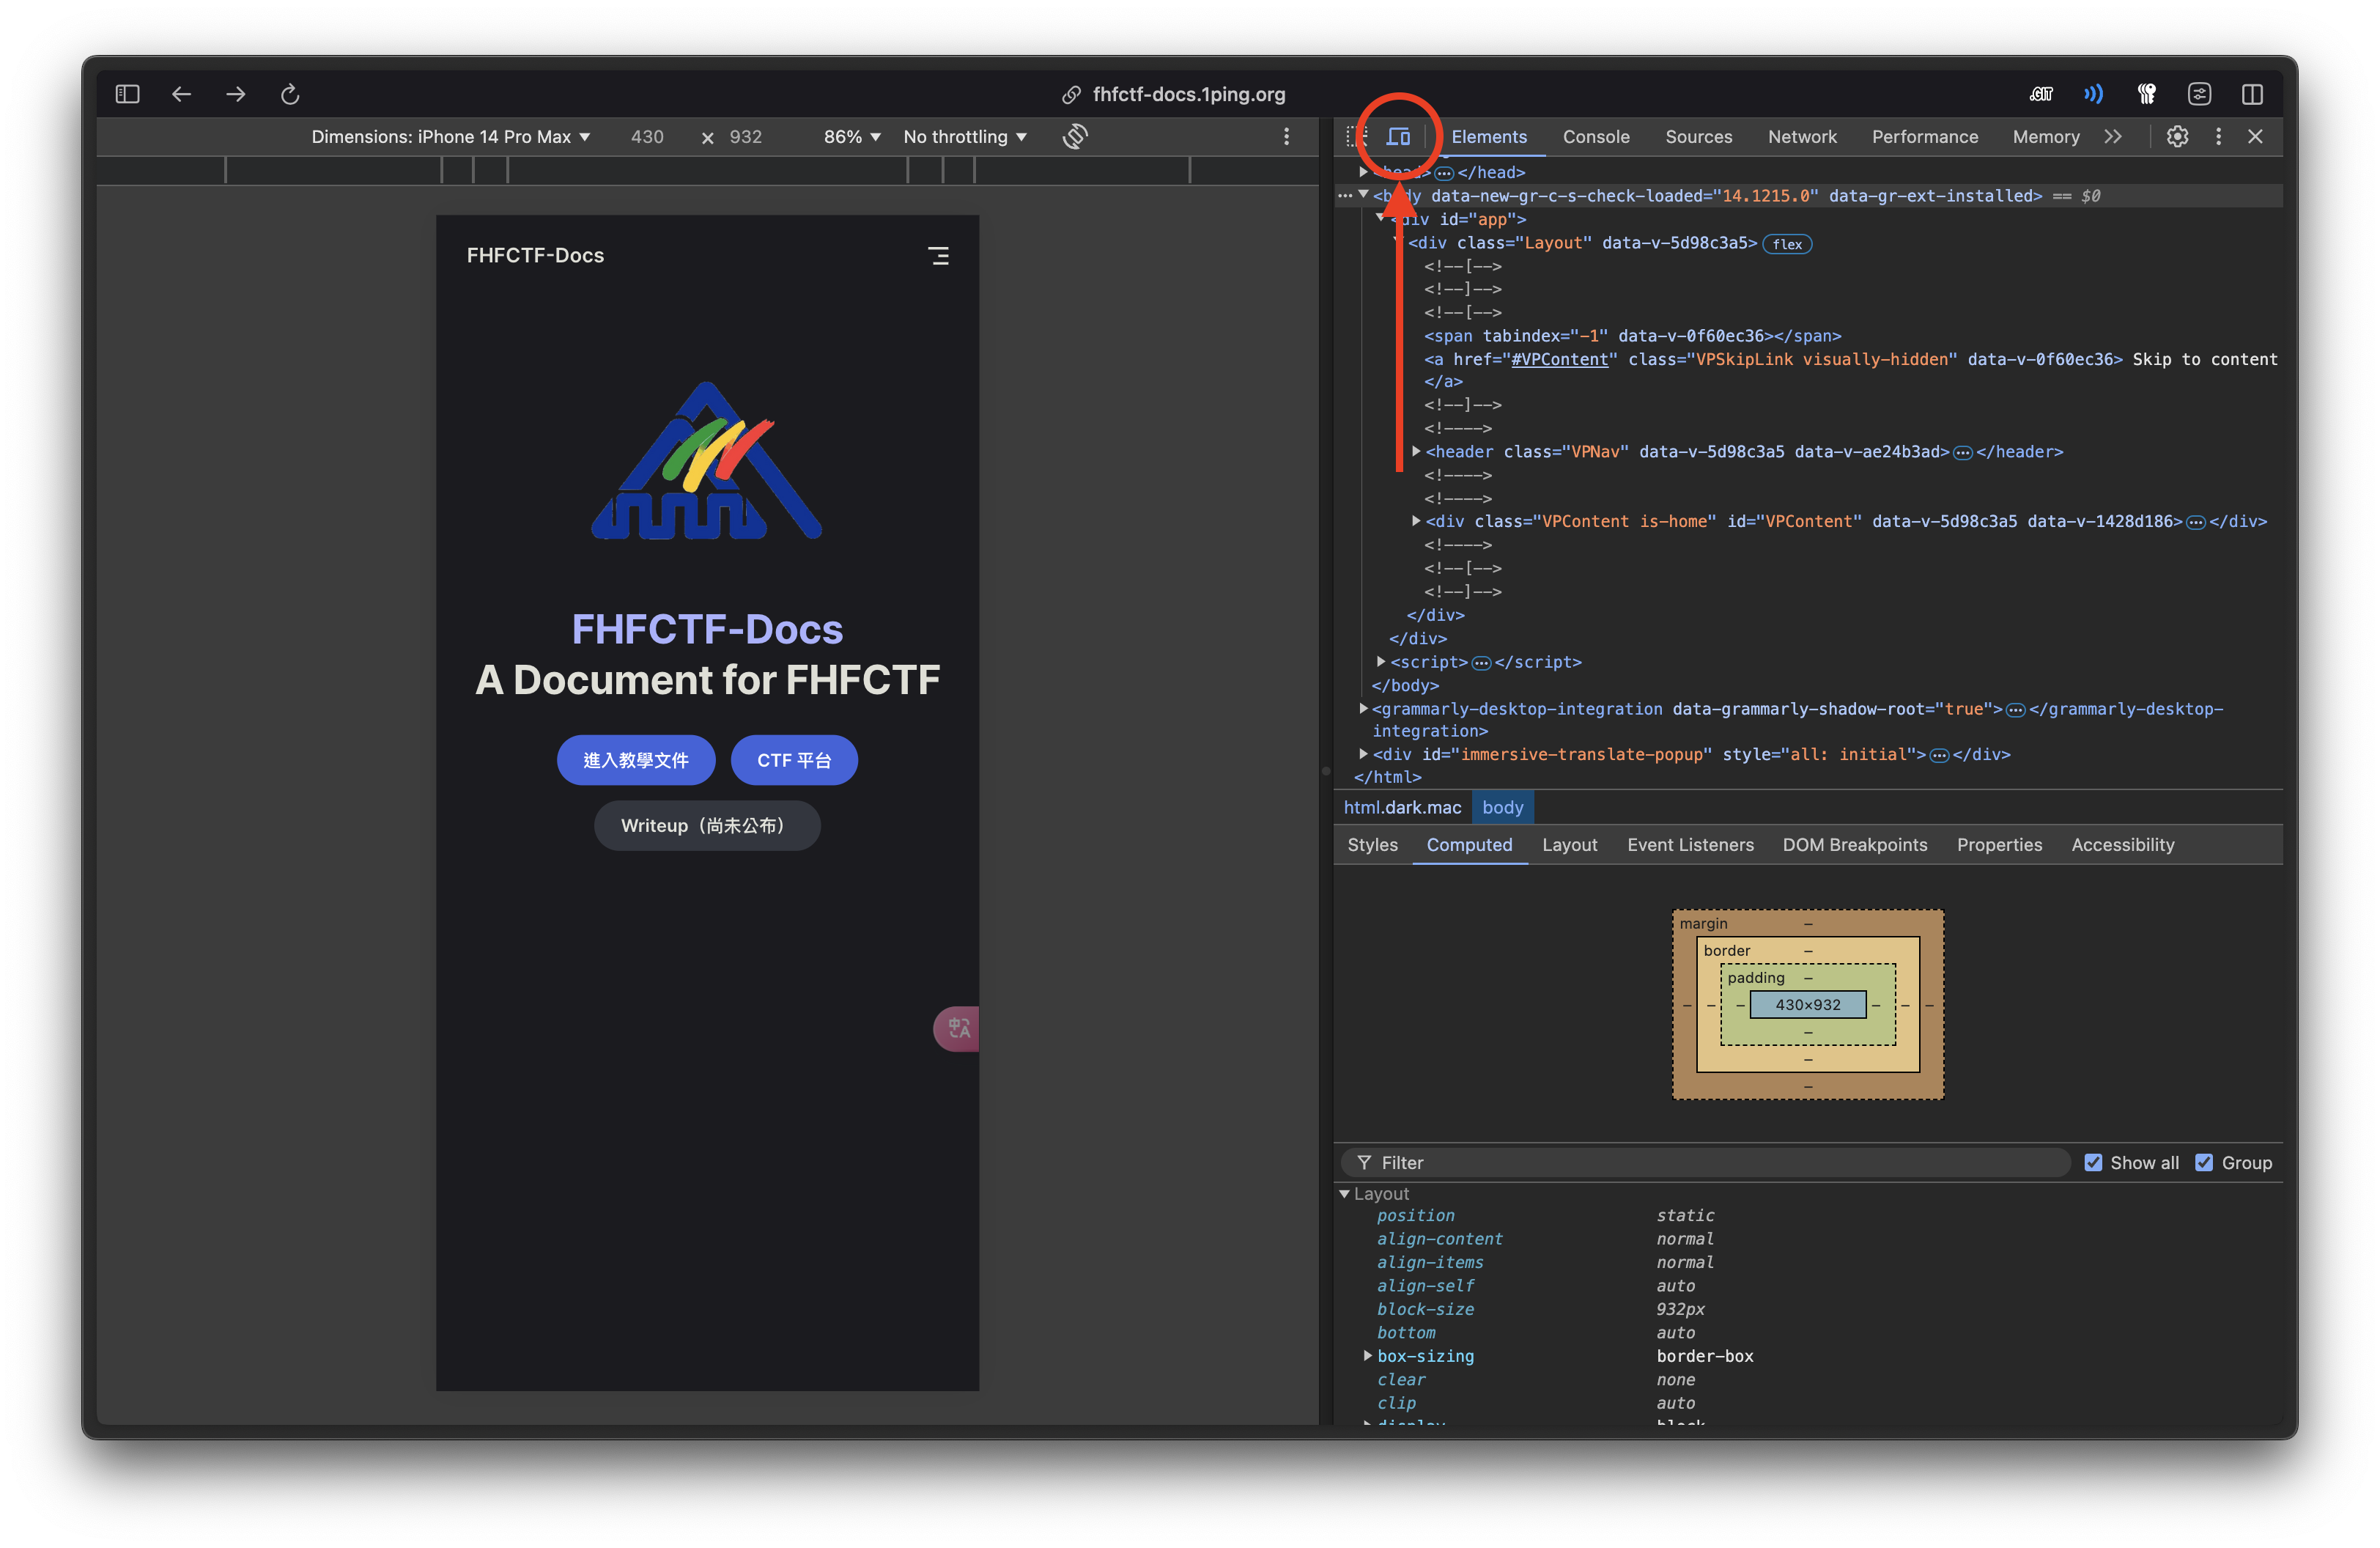 fhfctf-docs.1ping.org
.GIT
Dimensions: iPhone 14 Pro Max
430 × 932
86%
No throttling
FHFCTF-Docs
FHFCTF-Docs
A Document for FHFCTF
進入教學文件
CTF 平台
Writeup（尚未公布）
中A
Elements Console Sources Network Performance Memory
<head> ••• </head>
••• <body data-new-gr-c-s-check-loaded="14.1215.0" data-gr-ext-installed> == $0
<div id="app">
<div class="Layout" data-v-5d98c3a5> flex
<!--[-->
<!--]-->
<!--[-->
<span tabindex="-1" data-v-0f60ec36></span>
<a href="#VPContent" class="VPSkipLink visually-hidden" data-v-0f60ec36> Skip to content
</a>
<!--]-->
<!---->
<header class="VPNav" data-v-5d98c3a5 data-v-ae24b3ad> ••• </header>
<!---->
<!---->
<div class="VPContent is-home" id="VPContent" data-v-5d98c3a5 data-v-1428d186> ••• </div>
<!---->
<!--[-->
<!--]-->
</div>
</div>
<script> ••• </script>
</body>
<grammarly-desktop-integration data-grammarly-shadow-root="true"> ••• </grammarly-desktop-
integration>
<div id="immersive-translate-popup" style="all: initial"> ••• </div>
</html>
html.dark.mac body
Styles Computed Layout Event Listeners DOM Breakpoints Properties Accessibility
margin –
border –
padding –
– – – 430×932 – – –
–
–
–
Filter
Show all Group
Layout
position static
align-content normal
align-items normal
align-self auto
block-size 932px
bottom auto
box-sizing border-box
clear none
clip auto
display block